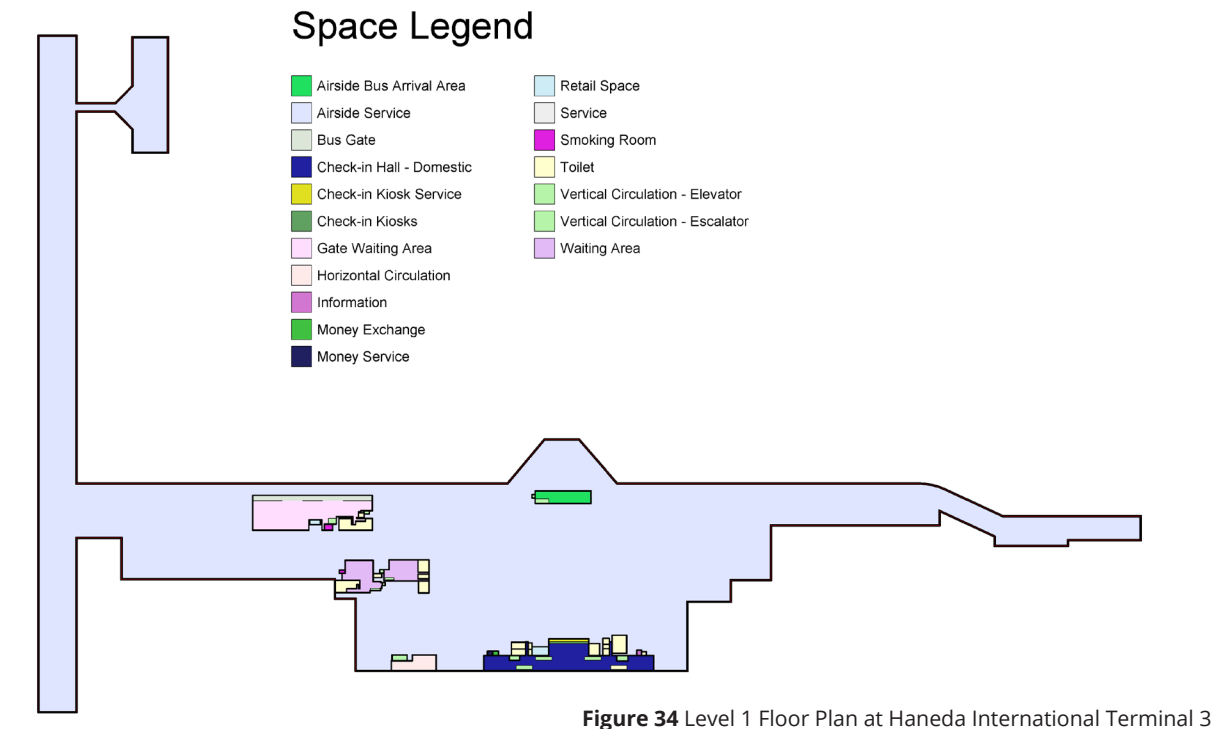 Space Legend
Airside Bus Arrival Area
Airside Service
Bus Gate
Check-in Hall - Domestic
Check-in Kiosk Service
Check-in Kiosks
Gate Waiting Area
Horizontal Circulation
Information
Money Exchange
Money Service
Retail Space
Service
Smoking Room
Toilet
Vertical Circulation - Elevator
Vertical Circulation - Escalator
Waiting Area
Figure 34 Level 1 Floor Plan at Haneda International Terminal 3